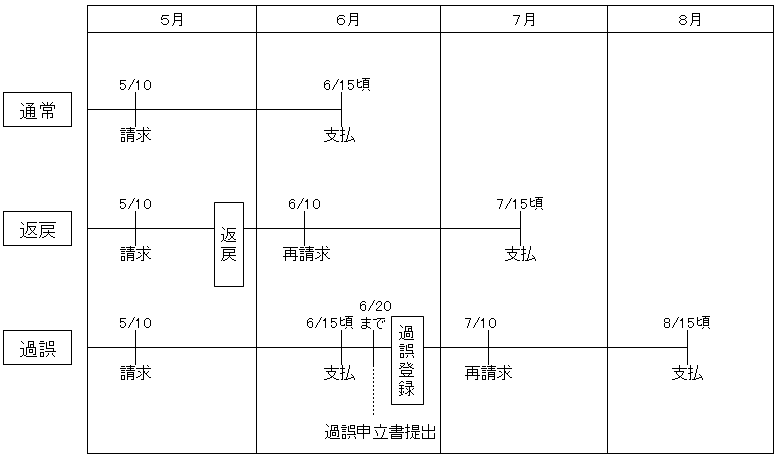 5月 6月 7月 8月
通常
5/10 6/15頃
請求 支払
返戻
5/10 6/10 7/15頃
返戻
請求 再請求 支払
過誤
5/10 6/15頃 6/20まで 7/10 8/15頃
過誤登録
請求 支払 再請求 支払
過誤申立書提出